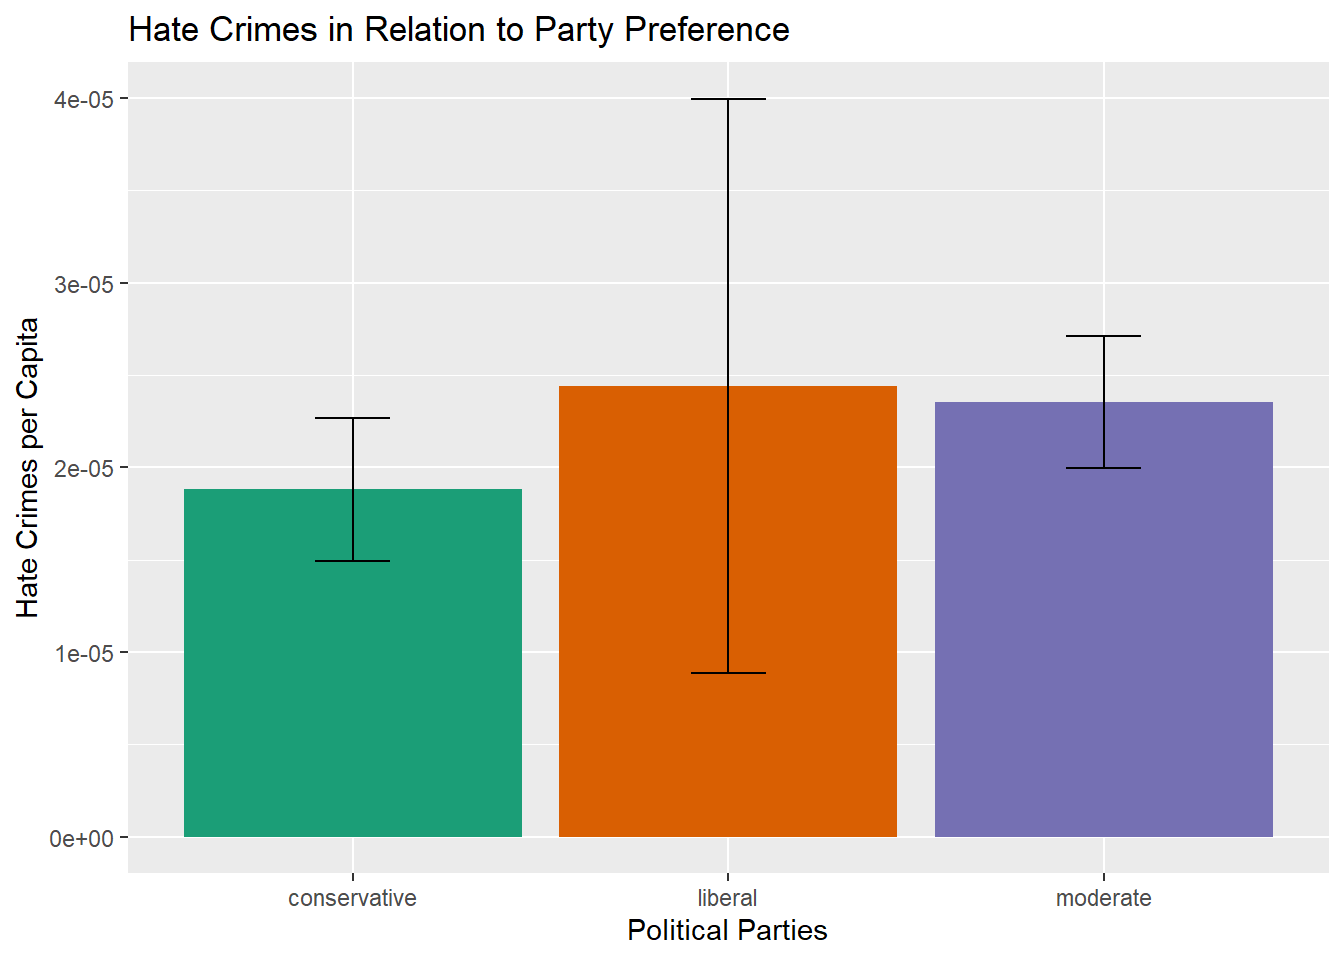 Hate Crimes in Relation to Party Preference
4e-05
3e-05
2e-05
1e-05
0e+00
Hate Crimes per Capita
conservative liberal moderate
Political Parties